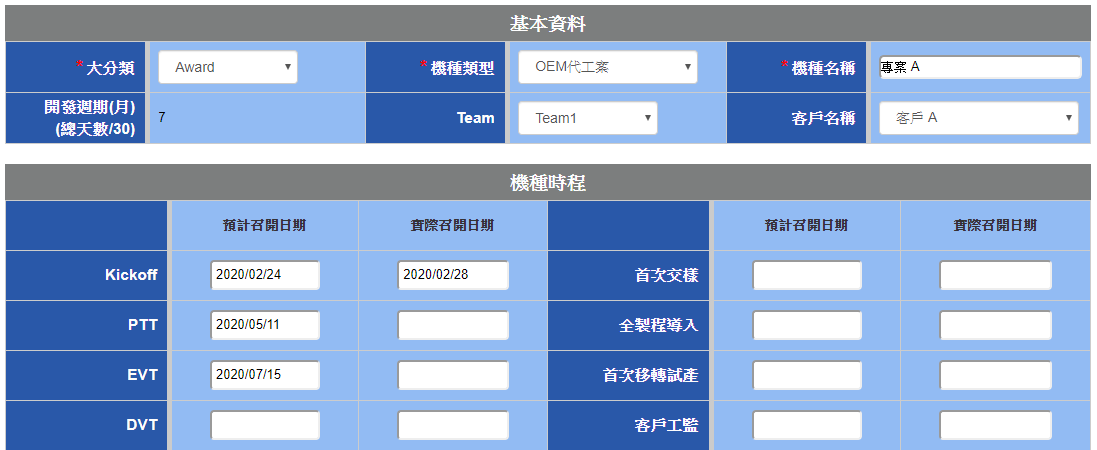 基本資料
*大分類 Award *機種類型 OEM代工案 *機種名稱 專案 A
開發週期(月)
(總天數/30) 7 Team Team1 客戶名稱 客戶 A
機種時程
預計召開日期 實際召開日期 預計召開日期 實際召開日期
Kickoff 2020/02/24 2020/02/28 首次交樣
PTT 2020/05/11 全製程導入
EVT 2020/07/15 首次移轉試產
DVT 客戶工監